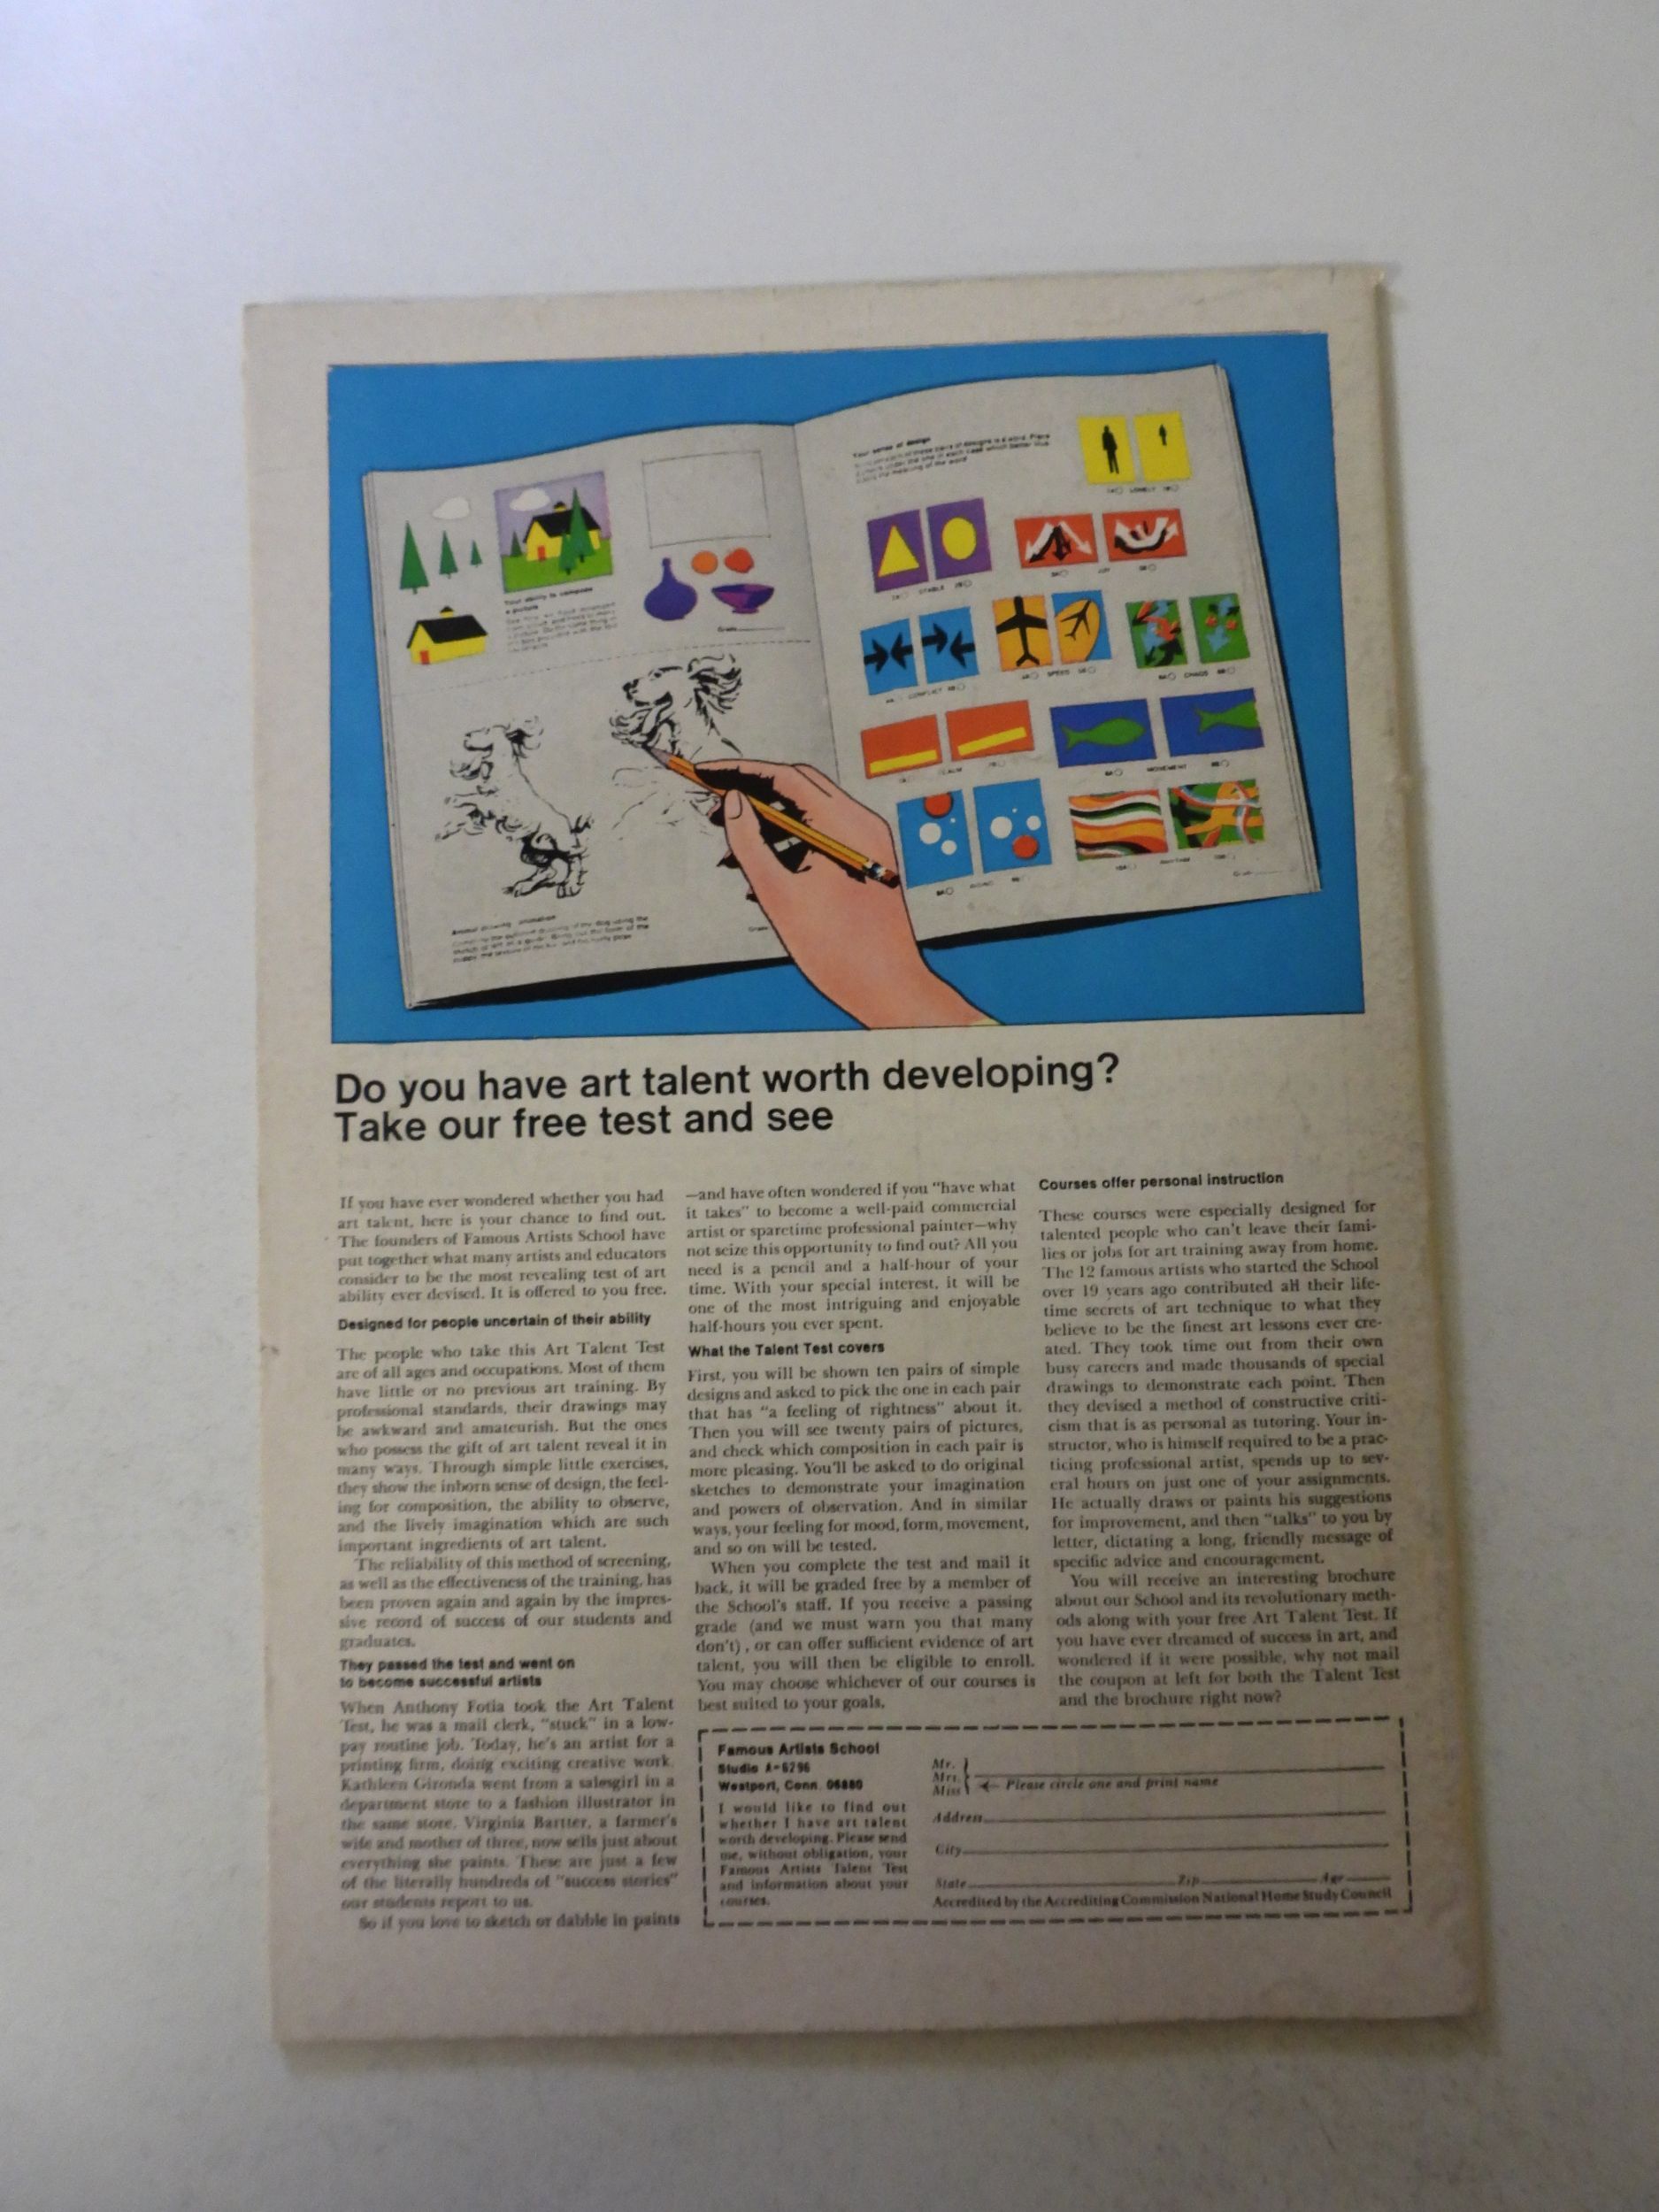 Your sense of design
LONELY
STABLE
JOY
CONFLICT
SPEED
CHAOS
CALM
MOVEMENT
Your ability to compose
a picture
Grade
Animal drawing
Do you have art talent worth developing?
Take our free test and see
If you have ever wondered whether you had
art talent, here is your chance to find out.
The founders of Famous Artists School have
put together what many artists and educators
consider to be the most revealing test of art
ability ever devised. It is offered to you free.
Designed for people uncertain of their ability
The people who take this Art Talent Test
are of all ages and occupations. Most of them
have little or no previous art training. By
professional standards, their drawings may
be awkward and amateurish. But the ones
who possess the gift of art talent reveal it in
many ways. Through simple little exercises,
they show the inborn sense of design, the feel-
ing for composition, the ability to observe,
and the lively imagination which are such
important ingredients of art talent.
The reliability of this method of screening,
as well as the effectiveness of the training, has
been proven again and again by the impres-
sive record of success of our students and
graduates.
They passed the test and went on
to become successful artists
When Anthony Fotia took the Art Talent
Test, he was a mail clerk, "stuck" in a low-
pay routine job. Today, he's an artist for a
printing firm, doing exciting creative work.
Kathleen Gironda went from a salesgirl in a
department store to a fashion illustrator in
the same store. Virginia Bartter, a farmer's
wife and mother of three, now sells just about
everything she paints. These are just a few
of the literally hundreds of "success stories"
our students report to us.
So if you love to sketch or dabble in paints
—and have often wondered if you "have what
it takes" to become a well-paid commercial
artist or sparetime professional painter—why
not seize this opportunity to find out? All you
need is a pencil and a half-hour of your
time. With your special interest, it will be
one of the most intriguing and enjoyable
half-hours you ever spent.
What the Talent Test covers
First, you will be shown ten pairs of simple
designs and asked to pick the one in each pair
that has "a feeling of rightness" about it.
Then you will see twenty pairs of pictures,
and check which composition in each pair is
more pleasing. You'll be asked to do original
sketches to demonstrate your imagination
and powers of observation. And in similar
ways, your feeling for mood, form, movement,
and so on will be tested.
When you complete the test and mail it
back, it will be graded free by a member of
the School's staff. If you receive a passing
grade (and we must warn you that many
don't), or can offer sufficient evidence of art
talent, you will then be eligible to enroll.
You may choose whichever of our courses is
best suited to your goals.
Courses offer personal instruction
These courses were especially designed for
talented people who can't leave their fami-
lies or jobs for art training away from home.
The 12 famous artists who started the School
over 19 years ago contributed all their life-
time secrets of art technique to what they
believe to be the finest art lessons ever cre-
ated. They took time out from their own
busy careers and made thousands of special
drawings to demonstrate each point. Then
they devised a method of constructive criti-
cism that is as personal as tutoring. Your in-
structor, who is himself required to be a prac-
ticing professional artist, spends up to sev-
eral hours on just one of your assignments.
He actually draws or paints his suggestions
for improvement, and then "talks" to you by
letter, dictating a long, friendly message of
specific advice and encouragement.
You will receive an interesting brochure
about our School and its revolutionary meth-
ods along with your free Art Talent Test. If
you have ever dreamed of success in art, and
wondered if it were possible, why not mail
the coupon at left for both the Talent Test
and the brochure right now?
Famous Artists School
Studio A-6296
Westport, Conn. 06880
I would like to find out
whether I have art talent
worth developing. Please send
me, without obligation, your
Famous Artists Talent Test
and information about your
courses.
Mr.
Mrs.
Miss
Please circle one and print name
Address
City
State Zip Age
Accredited by the Accrediting Commission National Home Study Council